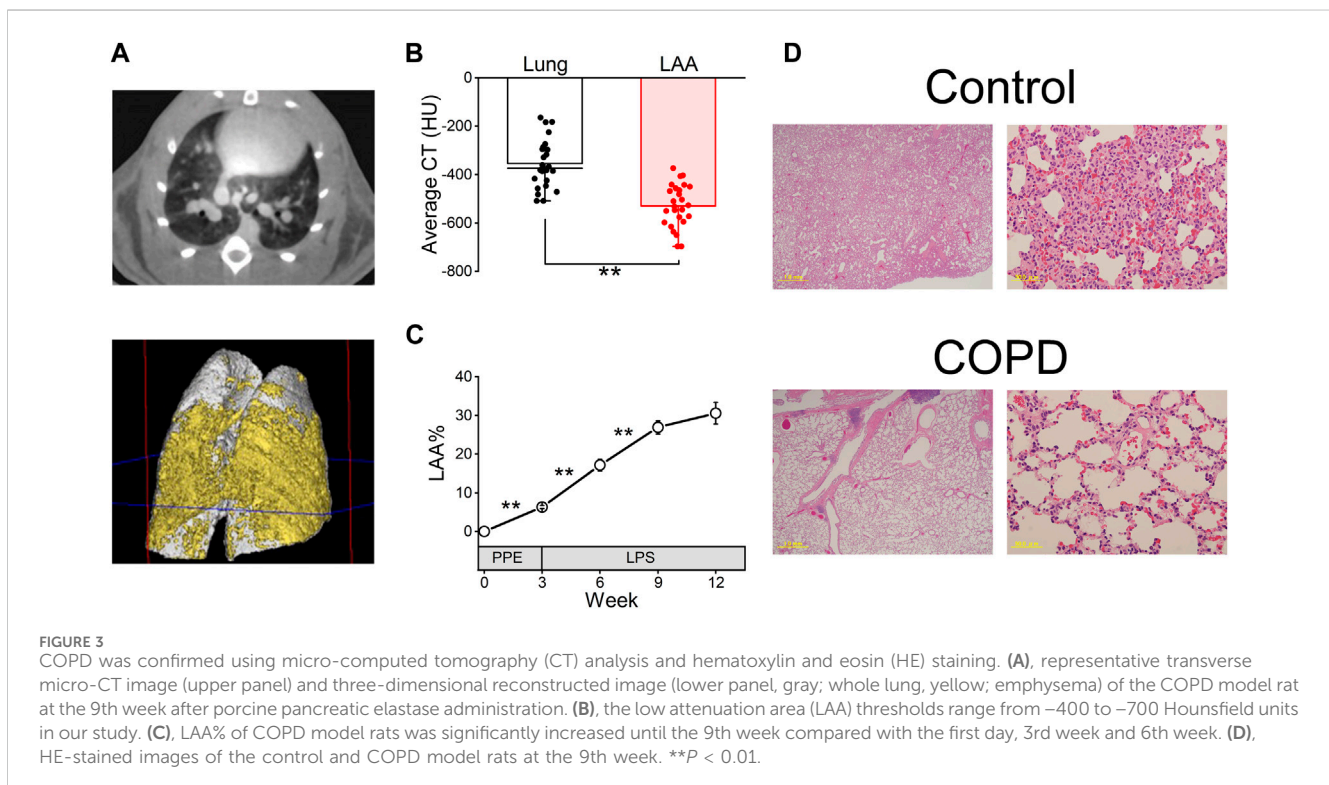 A
B
Lung
LAA
0
-200
-400
-600
-800
Average CT (HU)
**
C
40
30
20
10
0
LAA%
**
**
**
PPE
LPS
0
3
6
9
12
Week
D
Control
COPD
FIGURE 3
COPD was confirmed using micro-computed tomography (CT) analysis and hematoxylin and eosin (HE) staining. (A), representative transverse
micro-CT image (upper panel) and three-dimensional reconstructed image (lower panel, gray; whole lung, yellow; emphysema) of the COPD model rat
at the 9th week after porcine pancreatic elastase administration. (B), the low attenuation area (LAA) thresholds range from −400 to −700 Hounsfield units
in our study. (C), LAA% of COPD model rats was significantly increased until the 9th week compared with the first day, 3rd week and 6th week. (D),
HE-stained images of the control and COPD model rats at the 9th week. **P < 0.01.